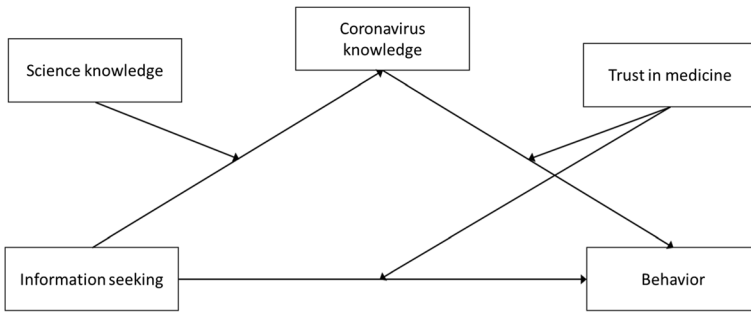 Coronavirus
knowledge
Science knowledge
Trust in medicine
Information seeking
Behavior